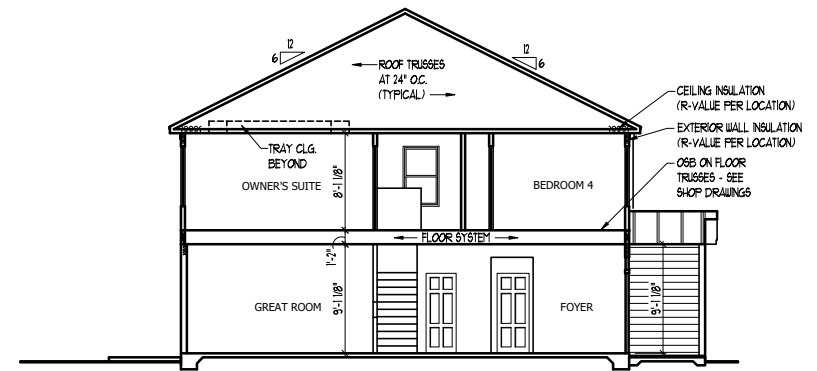 12
6
12
6
ROOF TRUSSES
AT 24" O.C.
(TYPICAL)
CEILING INSULATION
(R-VALUE PER LOCATION)
EXTERIOR WALL INSULATION
(R-VALUE PER LOCATION)
TRAY CLG.
BEYOND
OSB ON FLOOR
TRUSSES - SEE
SHOP DRAWINGS
OWNER'S SUITE
8'-1 1/8"
BEDROOM 4
FLOOR SYSTEM
1'-2"
GREAT ROOM
9'-1 1/8"
FOYER
9'-1 1/8"